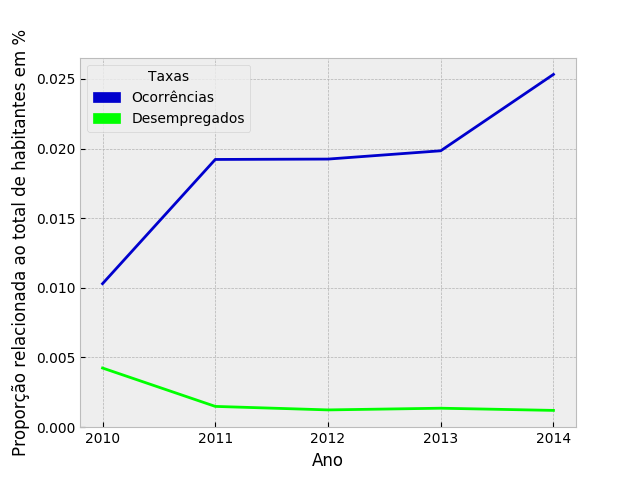 Proporção relacionada ao total de habitantes em %
0.025
0.020
0.015
0.010
0.005
0.000
Taxas
Ocorrências
Desempregados
2010 2011 2012 2013 2014
Ano